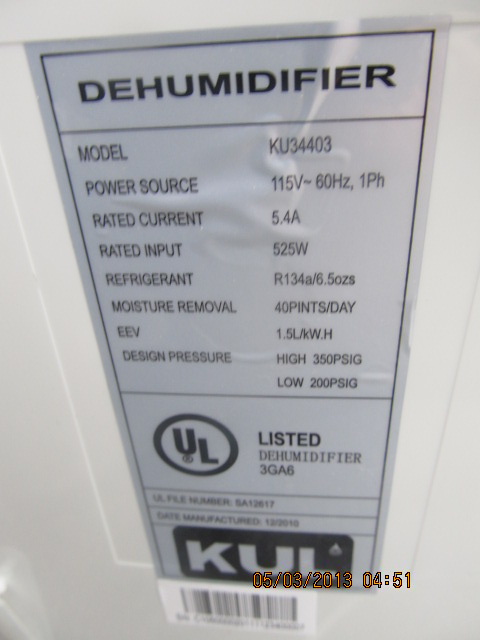 DEHUMIDIFIER
MODEL KU34403
POWER SOURCE 115V~ 60Hz, 1Ph
RATED CURRENT 5.4A
RATED INPUT 525W
REFRIGERANT R134a/6.5ozs
MOISTURE REMOVAL 40PINTS/DAY
EEV 1.5L/kW.H
DESIGN PRESSURE HIGH 350PSIG
LOW 200PSIG
UL ®
LISTED
DEHUMIDIFIER
3GA6
UL FILE NUMBER: SA12617
DATE MANUFACTURED: 12/2010
KUL
05/03/2013 04:51